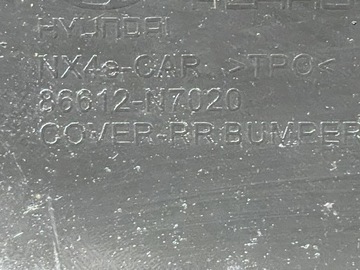 HYUNDAI
NX4e-CAR >TPO<
86612-N7020
COVER-RR BUMPER